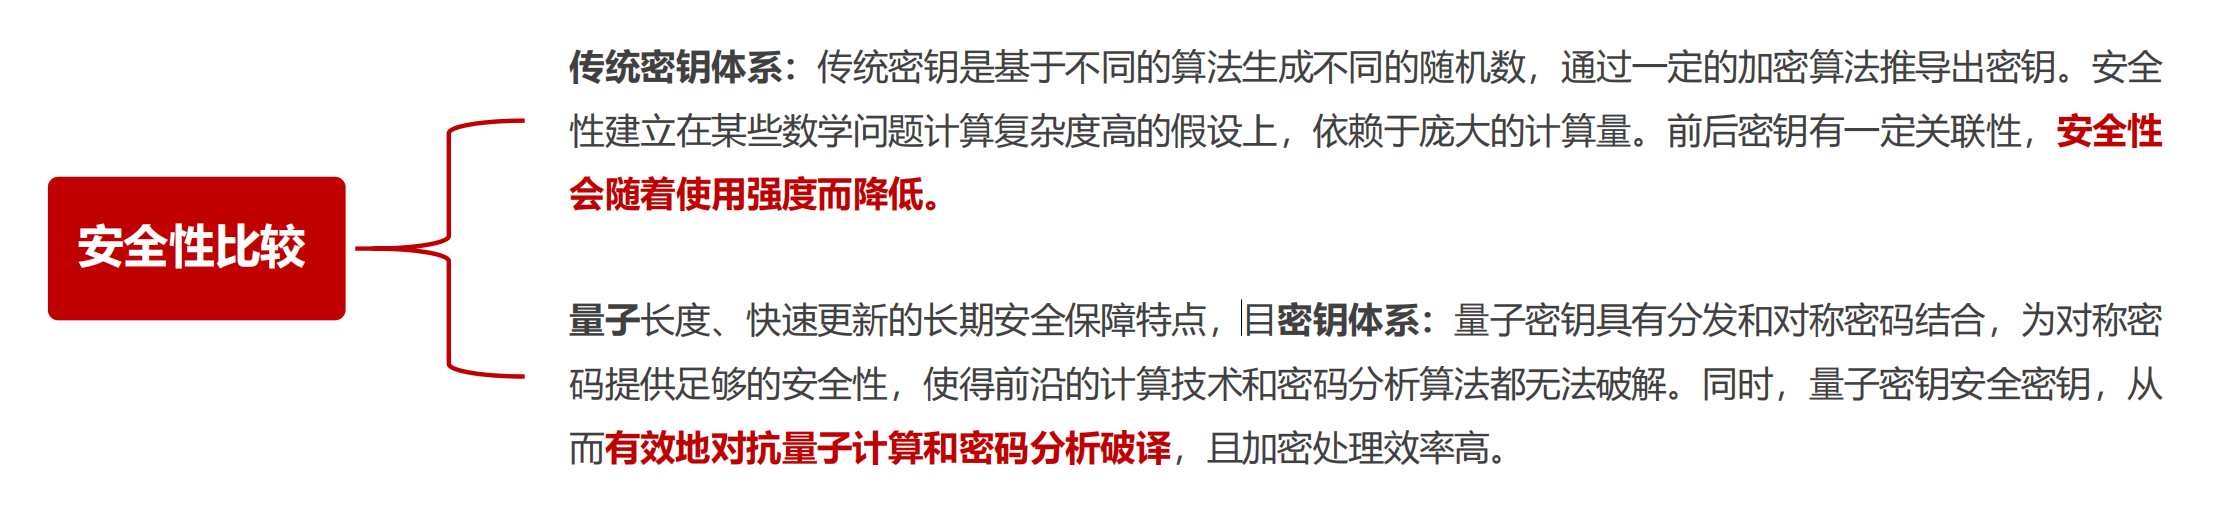 安全性比较
传统密钥体系：传统密钥是基于不同的算法生成不同的随机数，通过一定的加密算法推导出密钥。安全
性建立在某些数学问题计算复杂度高的假设上，依赖于庞大的计算量。前后密钥有一定关联性，安全性
会随着使用强度而降低。
量子长度、快速更新的长期安全保障特点，目密钥体系：量子密钥具有分发和对称密码结合，为对称密
码提供足够的安全性，使得前沿的计算技术和密码分析算法都无法破解。同时，量子密钥安全密钥，从
而有效地对抗量子计算和密码分析破译，且加密处理效率高。